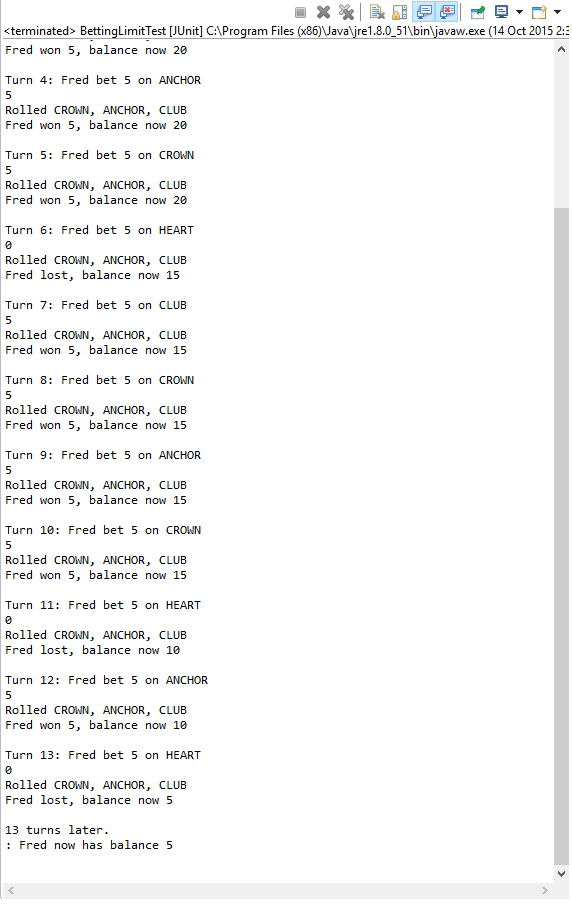 <terminated> BettingLimitTest [JUnit] C:\Program Files (x86)\Java\jre1.8.0_51\bin\javaw.exe (14 Oct 2015 2:3
Fred won 5, balance now 20
Turn 4: Fred bet 5 on ANCHOR
5
Rolled CROWN, ANCHOR, CLUB
Fred won 5, balance now 20
Turn 5: Fred bet 5 on CROWN
5
Rolled CROWN, ANCHOR, CLUB
Fred won 5, balance now 20
Turn 6: Fred bet 5 on HEART
0
Rolled CROWN, ANCHOR, CLUB
Fred lost, balance now 15
Turn 7: Fred bet 5 on CLUB
5
Rolled CROWN, ANCHOR, CLUB
Fred won 5, balance now 15
Turn 8: Fred bet 5 on CROWN
5
Rolled CROWN, ANCHOR, CLUB
Fred won 5, balance now 15
Turn 9: Fred bet 5 on ANCHOR
5
Rolled CROWN, ANCHOR, CLUB
Fred won 5, balance now 15
Turn 10: Fred bet 5 on CROWN
5
Rolled CROWN, ANCHOR, CLUB
Fred won 5, balance now 15
Turn 11: Fred bet 5 on HEART
0
Rolled CROWN, ANCHOR, CLUB
Fred lost, balance now 10
Turn 12: Fred bet 5 on ANCHOR
5
Rolled CROWN, ANCHOR, CLUB
Fred won 5, balance now 10
Turn 13: Fred bet 5 on HEART
0
Rolled CROWN, ANCHOR, CLUB
Fred lost, balance now 5
13 turns later.
: Fred now has balance 5